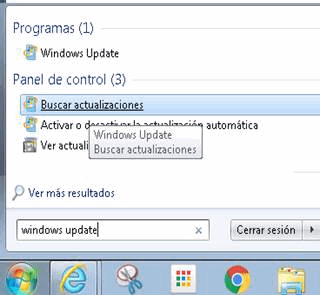 Programas (1)
Windows Update
Panel de control (3)
Buscar actualizaciones
Activar o desactivar la actualización automática
Windows Update
Ver actuali
Buscar actualizaciones
Ver más resultados
windows update
Cerrar sesión